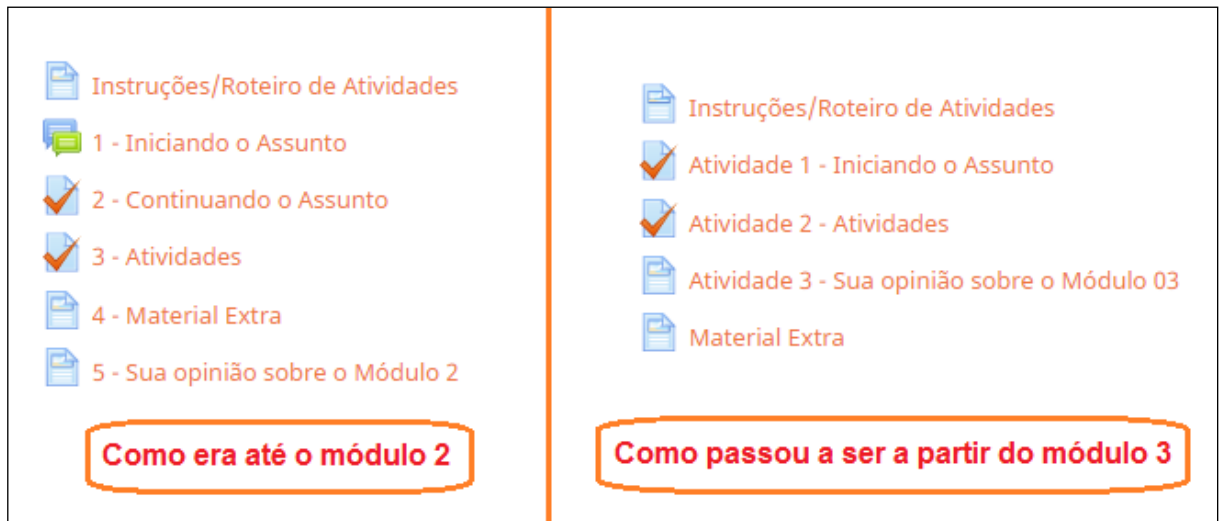 Instruções/Roteiro de Atividades
1 - Iniciando o Assunto
2 - Continuando o Assunto
3 - Atividades
4 - Material Extra
5 - Sua opinião sobre o Módulo 2
Como era até o módulo 2
Instruções/Roteiro de Atividades
Atividade 1 - Iniciando o Assunto
Atividade 2 - Atividades
Atividade 3 - Sua opinião sobre o Módulo 03
Material Extra
Como passou a ser a partir do módulo 3